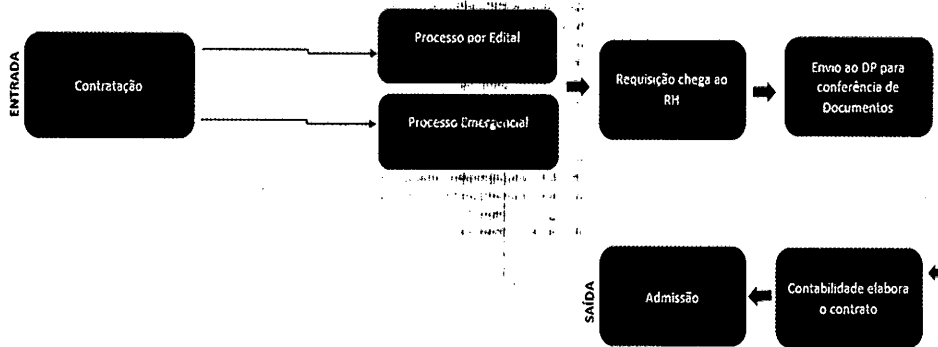 ENTRADA
Contratação
Processo por Edital
Processo Emergencial
Requisição chega ao
RH
Envio ao DP para
conferência de
Documentos
SAÍDA
Admissão
Contabilidade elabora
o contrato